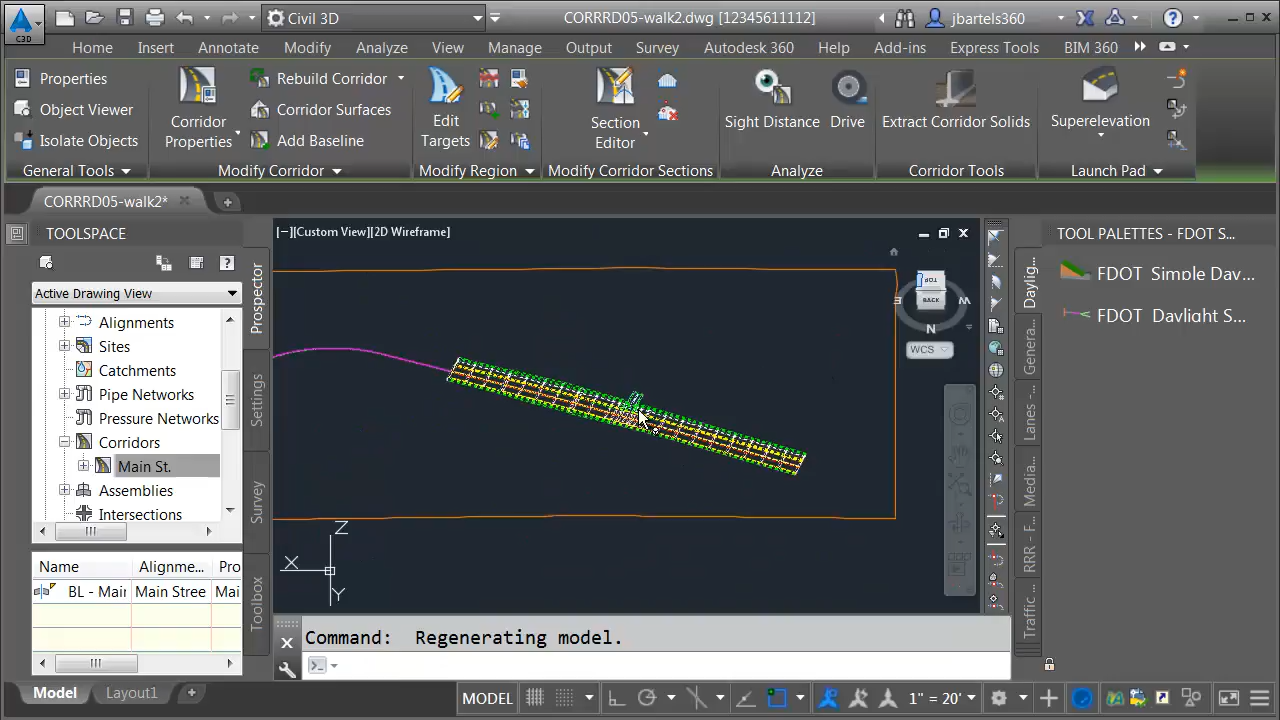 C3D
Civil 3D
CORRRD05-walk2.dwg [12345611112]
jbartels360
Home Insert Annotate Modify Analyze View Manage Output Survey Autodesk 360 Help Add-ins Express Tools BIM 360
Properties
Object Viewer
Isolate Objects
General Tools
Corridor Properties
Rebuild Corridor
Corridor Surfaces
Add Baseline
Modify Corridor
Edit Targets
Modify Region
Section Editor
Modify Corridor Sections
Sight Distance
Drive
Analyze
Extract Corridor Solids
Corridor Tools
Superelevation
Launch Pad
CORRRD05-walk2*
TOOLSPACE
Active Drawing View
Alignments
Sites
Catchments
Pipe Networks
Pressure Networks
Corridors
Main St.
Assemblies
Intersections
Name Alignme... Pro
BL - Mair Main Stree Mai
Prospector
Settings
Survey
Toolbox
[−][Custom View][2D Wireframe]
TOP
BACK
E
W
N
WCS
Z
X
Y
Command: Regenerating model.
TOOL PALETTES - FDOT S...
FDOT Simple Dav...
FDOT Daylight S...
Daylig...
Genera...
Lanes -...
Media...
RRR - F...
Traffic ...
Model Layout1
MODEL
1" = 20'